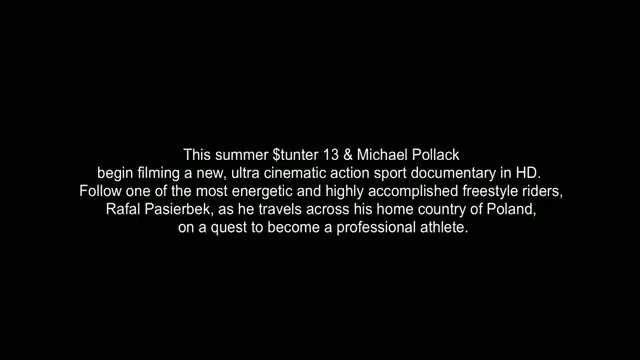 This summer $tunter 13 & Michael Pollack
begin filming a new, ultra cinematic action sport documentary in HD.
Follow one of the most energetic and highly accomplished freestyle riders,
Rafal Pasierbek, as he travels across his home country of Poland,
on a quest to become a professional athlete.